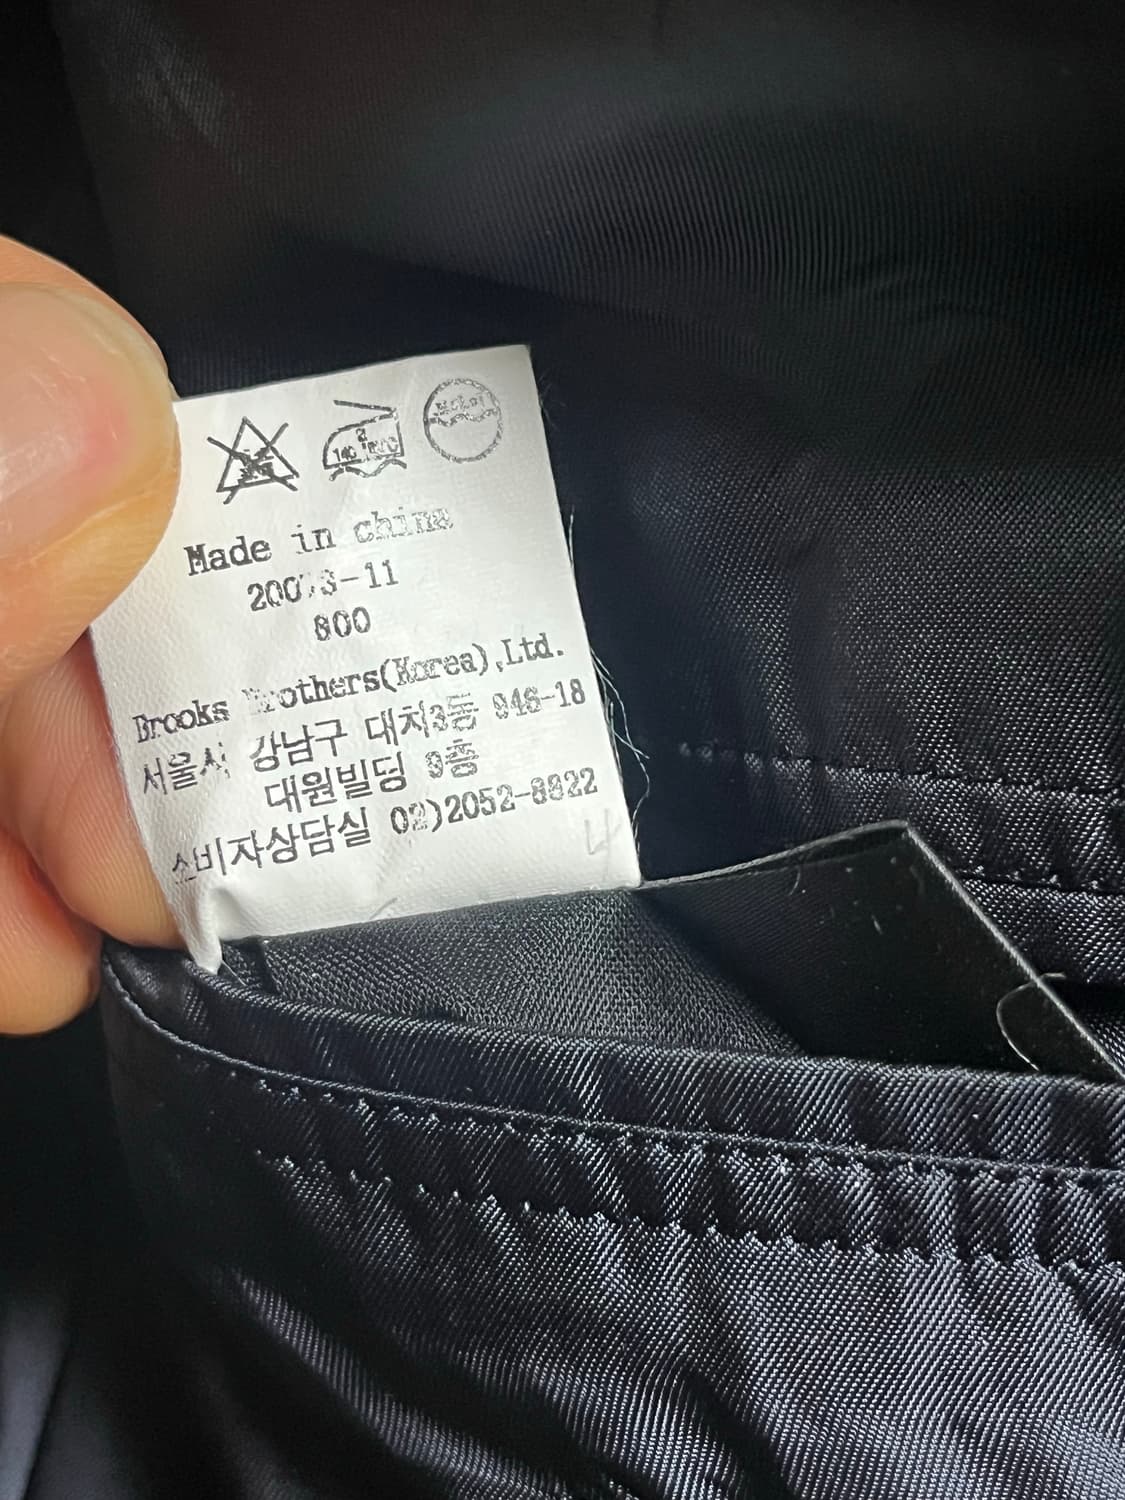 Made in china
800
Brooks Brothers(Korea),Ltd.
서울시 강남구 대치3동 946-18
대원빌딩 9층
소비자상담실 02)2052-8822
4